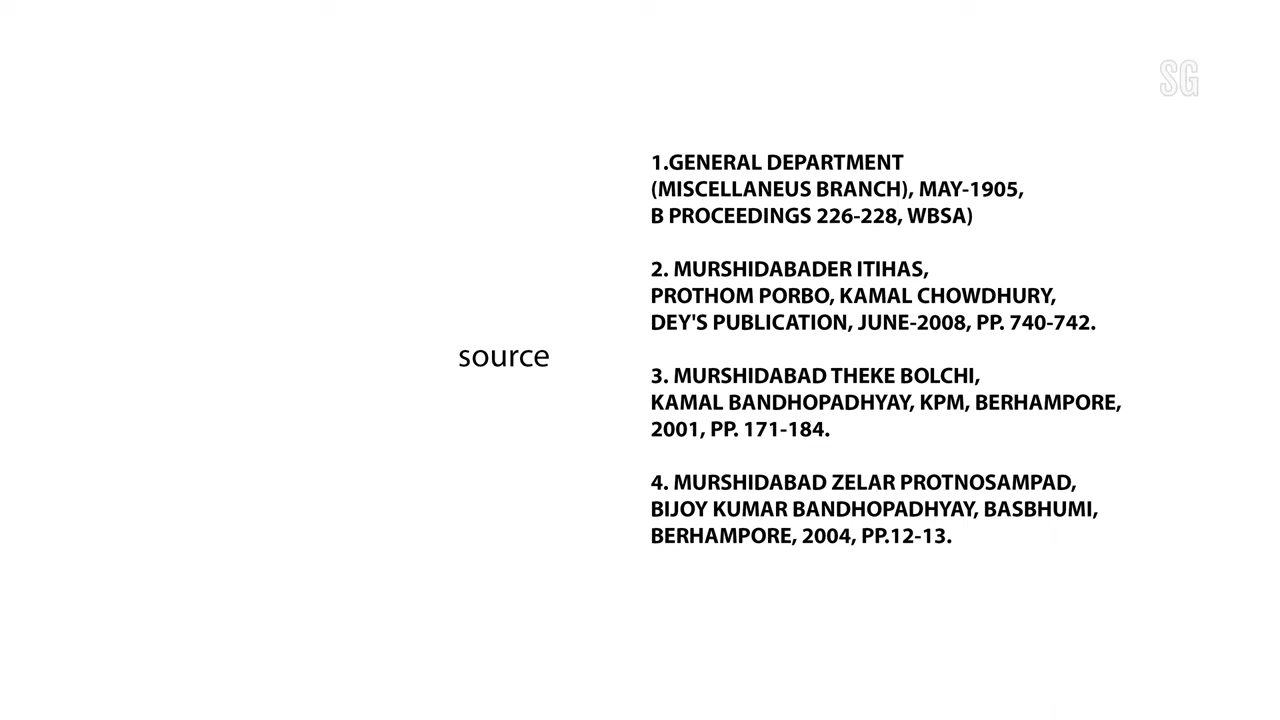 SG
1.GENERAL DEPARTMENT
(MISCELLANEUS BRANCH), MAY-1905,
B PROCEEDINGS 226-228, WBSA)
2. MURSHIDABADER ITIHAS,
PROTHOM PORBO, KAMAL CHOWDHURY,
DEY'S PUBLICATION, JUNE-2008, PP. 740-742.
source
3. MURSHIDABAD THEKE BOLCHI,
KAMAL BANDHOPADHYAY, KPM, BERHAMPORE,
2001, PP. 171-184.
4. MURSHIDABAD ZELAR PROTNOSAMPAD,
BIJOY KUMAR BANDHOPADHYAY, BASBHUMI,
BERHAMPORE, 2004, PP.12-13.